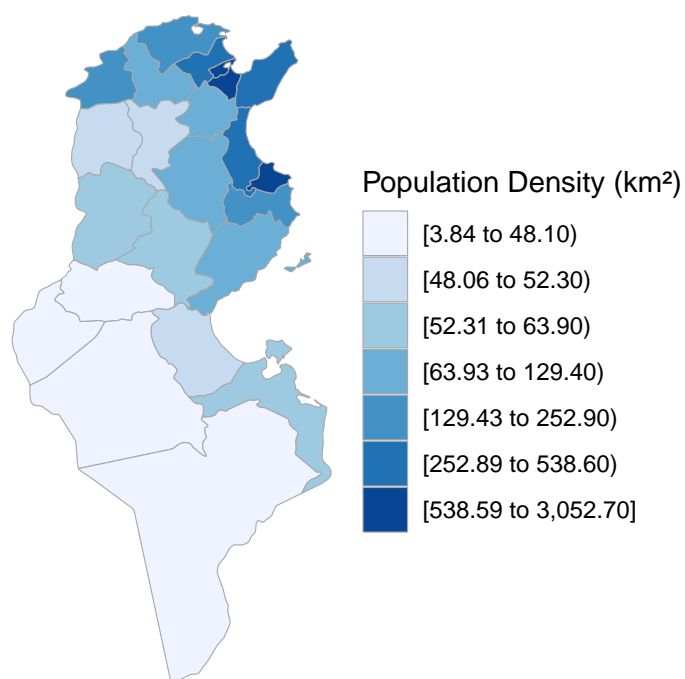 Population Density (km²)
[3.84 to 48.10)
[48.06 to 52.30)
[52.31 to 63.90)
[63.93 to 129.40)
[129.43 to 252.90)
[252.89 to 538.60)
[538.59 to 3,052.70]